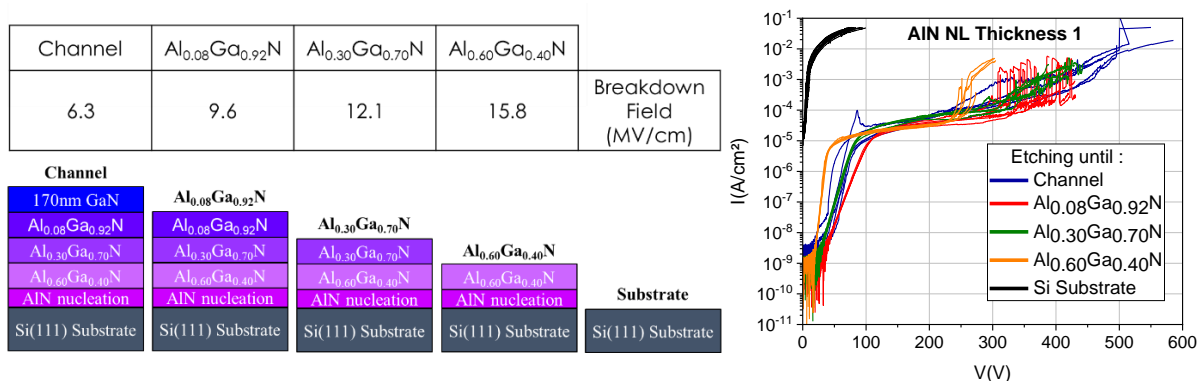 Channel Al0.08Ga0.92N Al0.30Ga0.70N Al0.60Ga0.40N
6.3 9.6 12.1 15.8 Breakdown Field (MV/cm)
Channel
170nm GaN
Al0.08Ga0.92N
Al0.30Ga0.70N
Al0.60Ga0.40N
AlN nucleation
Si(111) Substrate
Al0.08Ga0.92N
Al0.08Ga0.92N
Al0.30Ga0.70N
Al0.60Ga0.40N
AlN nucleation
Si(111) Substrate
Al0.30Ga0.70N
Al0.30Ga0.70N
Al0.60Ga0.40N
AlN nucleation
Si(111) Substrate
Al0.60Ga0.40N
Al0.60Ga0.40N
AlN nucleation
Si(111) Substrate
Substrate
Si(111) Substrate
AlN NL Thickness 1
I(A/cm²)
10-1
10-2
10-3
10-4
10-5
10-6
10-7
10-8
10-9
10-10
10-11
Etching until :
Channel
Al0.08Ga0.92N
Al0.30Ga0.70N
Al0.60Ga0.40N
Si Substrate
0 100 200 300 400 500 600
V(V)